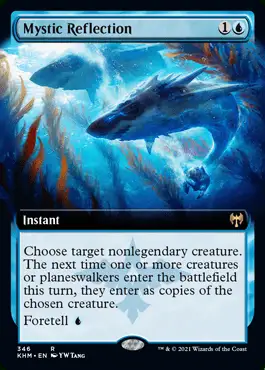 Mystic Reflection 1
Instant
Choose target nonlegendary creature.
The next time one or more creatures
or planeswalkers enter the battlefield
this turn, they enter as copies of the
chosen creature.
Foretell
346 R
KHM • EN YW TANG
™ & © 2021 Wizards of the Coast